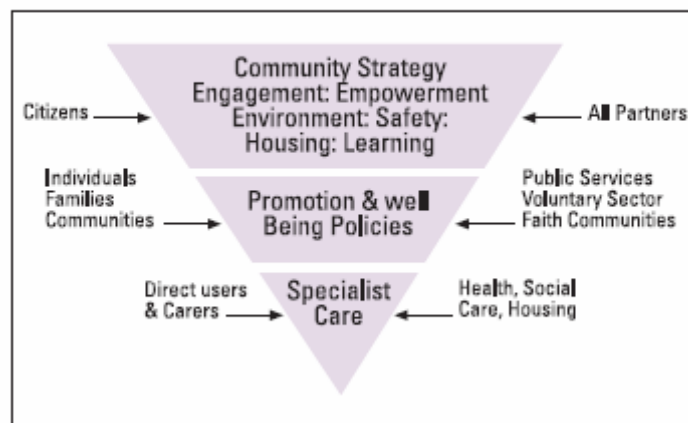 Community Strategy
Engagement: Empowerment
Environment: Safety:
Housing: Learning
Citizens
All Partners
Individuals
Families
Communities
Promotion & well
Being Policies
Public Services
Voluntary Sector
Faith Communities
Direct users
& Carers
Specialist
Care
Health, Social
Care, Housing